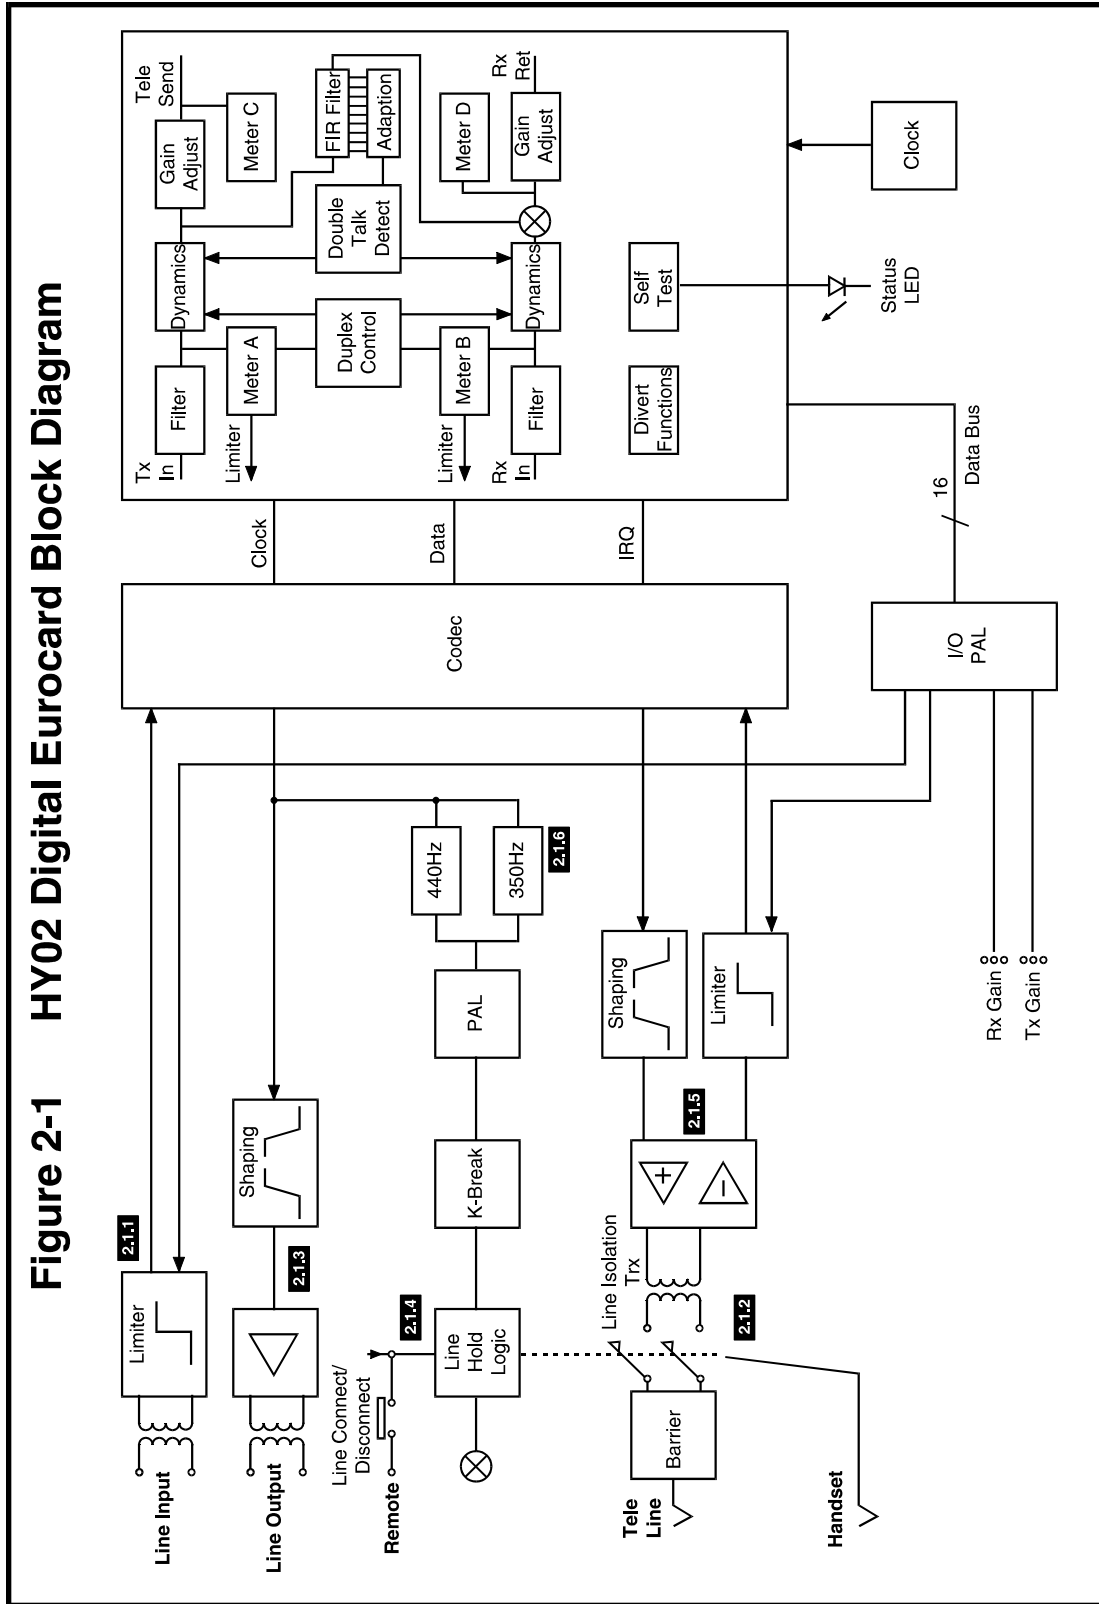 Figure 2-1 HY02 Digital Eurocard Block Diagram
Line Input
Limiter
2.1.1
Line Output
2.1.3
Shaping
Remote
Line Connect/
Disconnect
2.1.4
Line
Hold
Logic
K-Break
PAL
440Hz
350Hz
2.1.6
Tele
Line
Barrier
Line Isolation
Trx
2.1.2
2.1.5
Shaping
Limiter
Handset
Rx Gain
Tx Gain
I/O
PAL
16
Data Bus
Codec
Clock
Data
IRQ
Tx
In
Filter
Dynamics
Gain
Adjust
Tele
Send
Limiter
Meter A
Meter C
Duplex
Control
Double
Talk
Detect
FIR Filter
Adaption
Limiter
Meter B
Meter D
Rx
In
Filter
Dynamics
Gain
Adjust
Rx
Ret
Divert
Functions
Self
Test
Status
LED
Clock